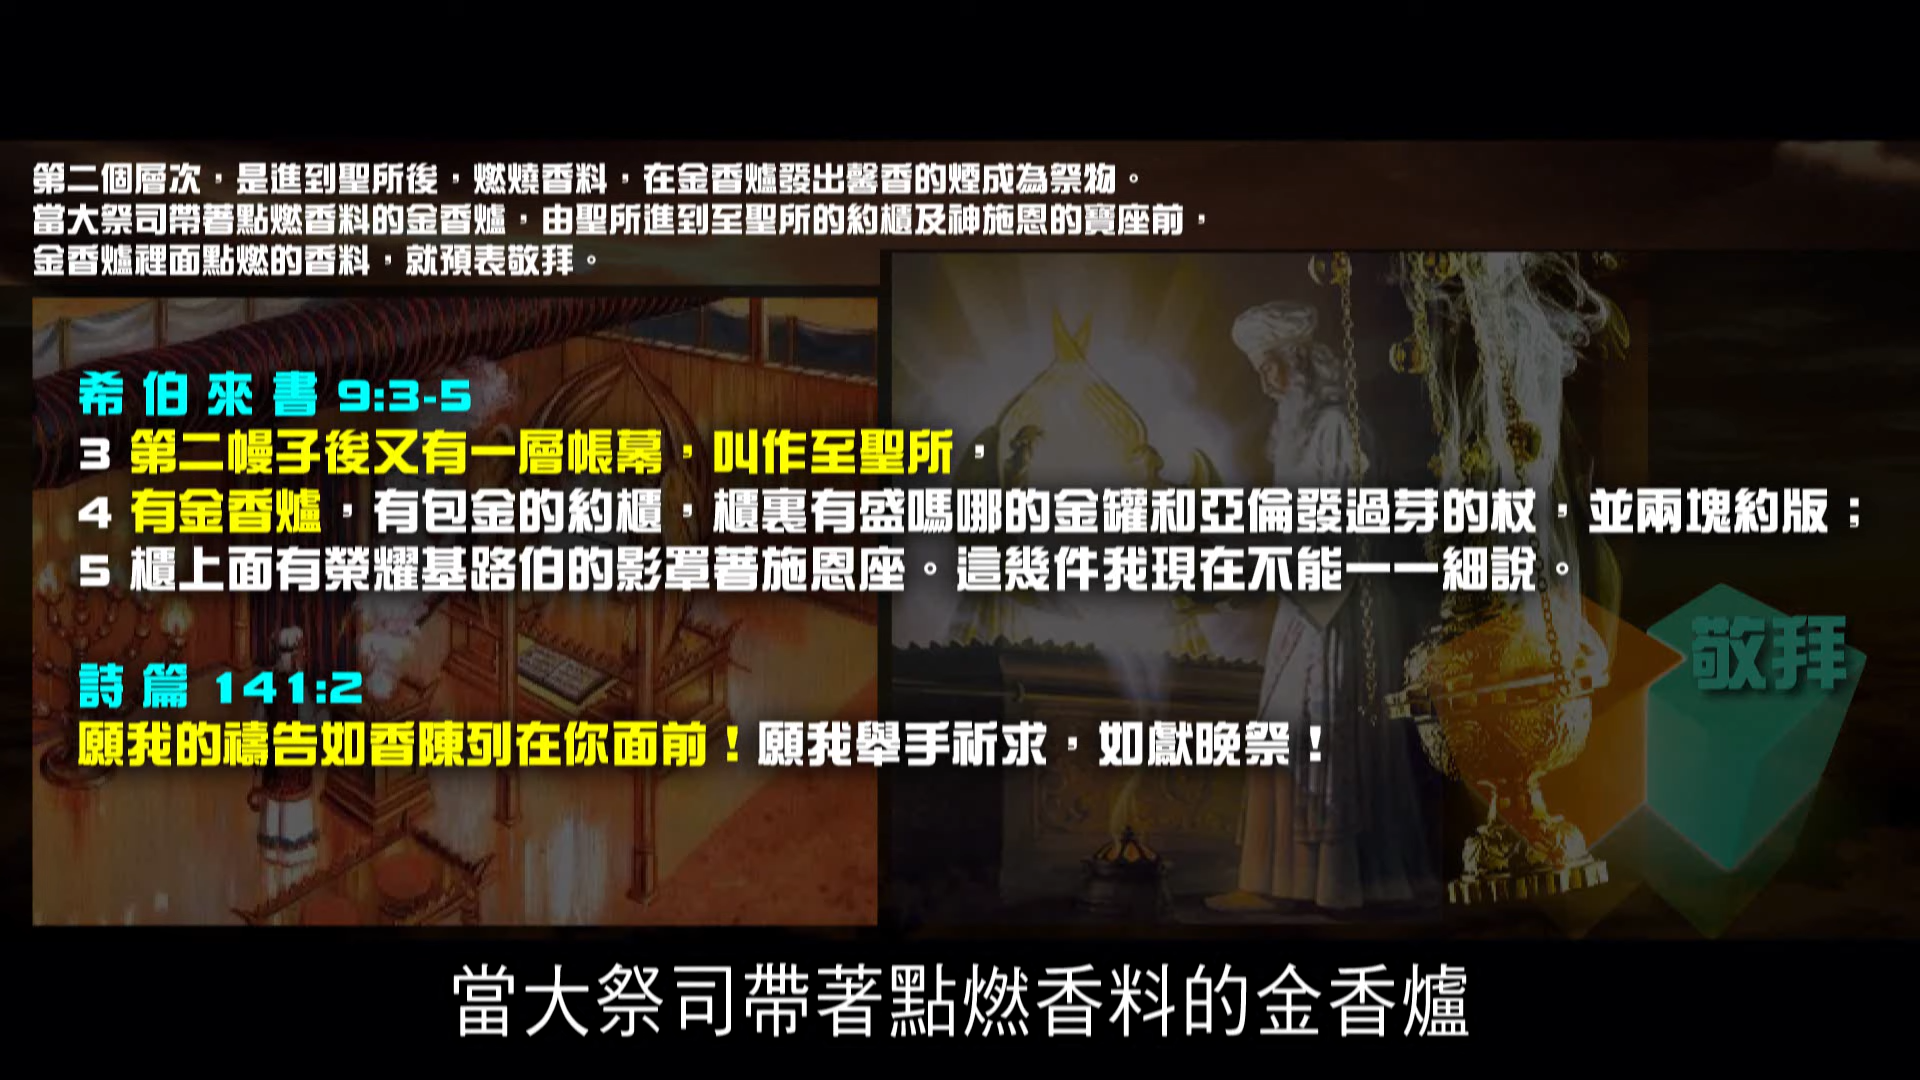 第二個層次，是進到聖所後，燃燒香料，在金香爐發出馨香的煙成為祭物。
當大祭司帶著點燃香料的金香爐，由聖所進到至聖所的約櫃及神施恩的寶座前，
金香爐裡面點燃的香料，就預表敬拜。
希伯來書 9:3-5
3 第二幔子後又有一層帳幕，叫作至聖所，
4 有金香爐，有包金的約櫃，櫃裏有盛嗎哪的金罐和亞倫發過芽的杖，並兩塊約版；
5 櫃上面有榮耀基路伯的影罩著施恩座。這幾件我現在不能一一細說。
詩篇 141:2
願我的禱告如香陳列在你面前！願我舉手祈求，如獻晚祭！
敬拜
當大祭司帶著點燃香料的金香爐